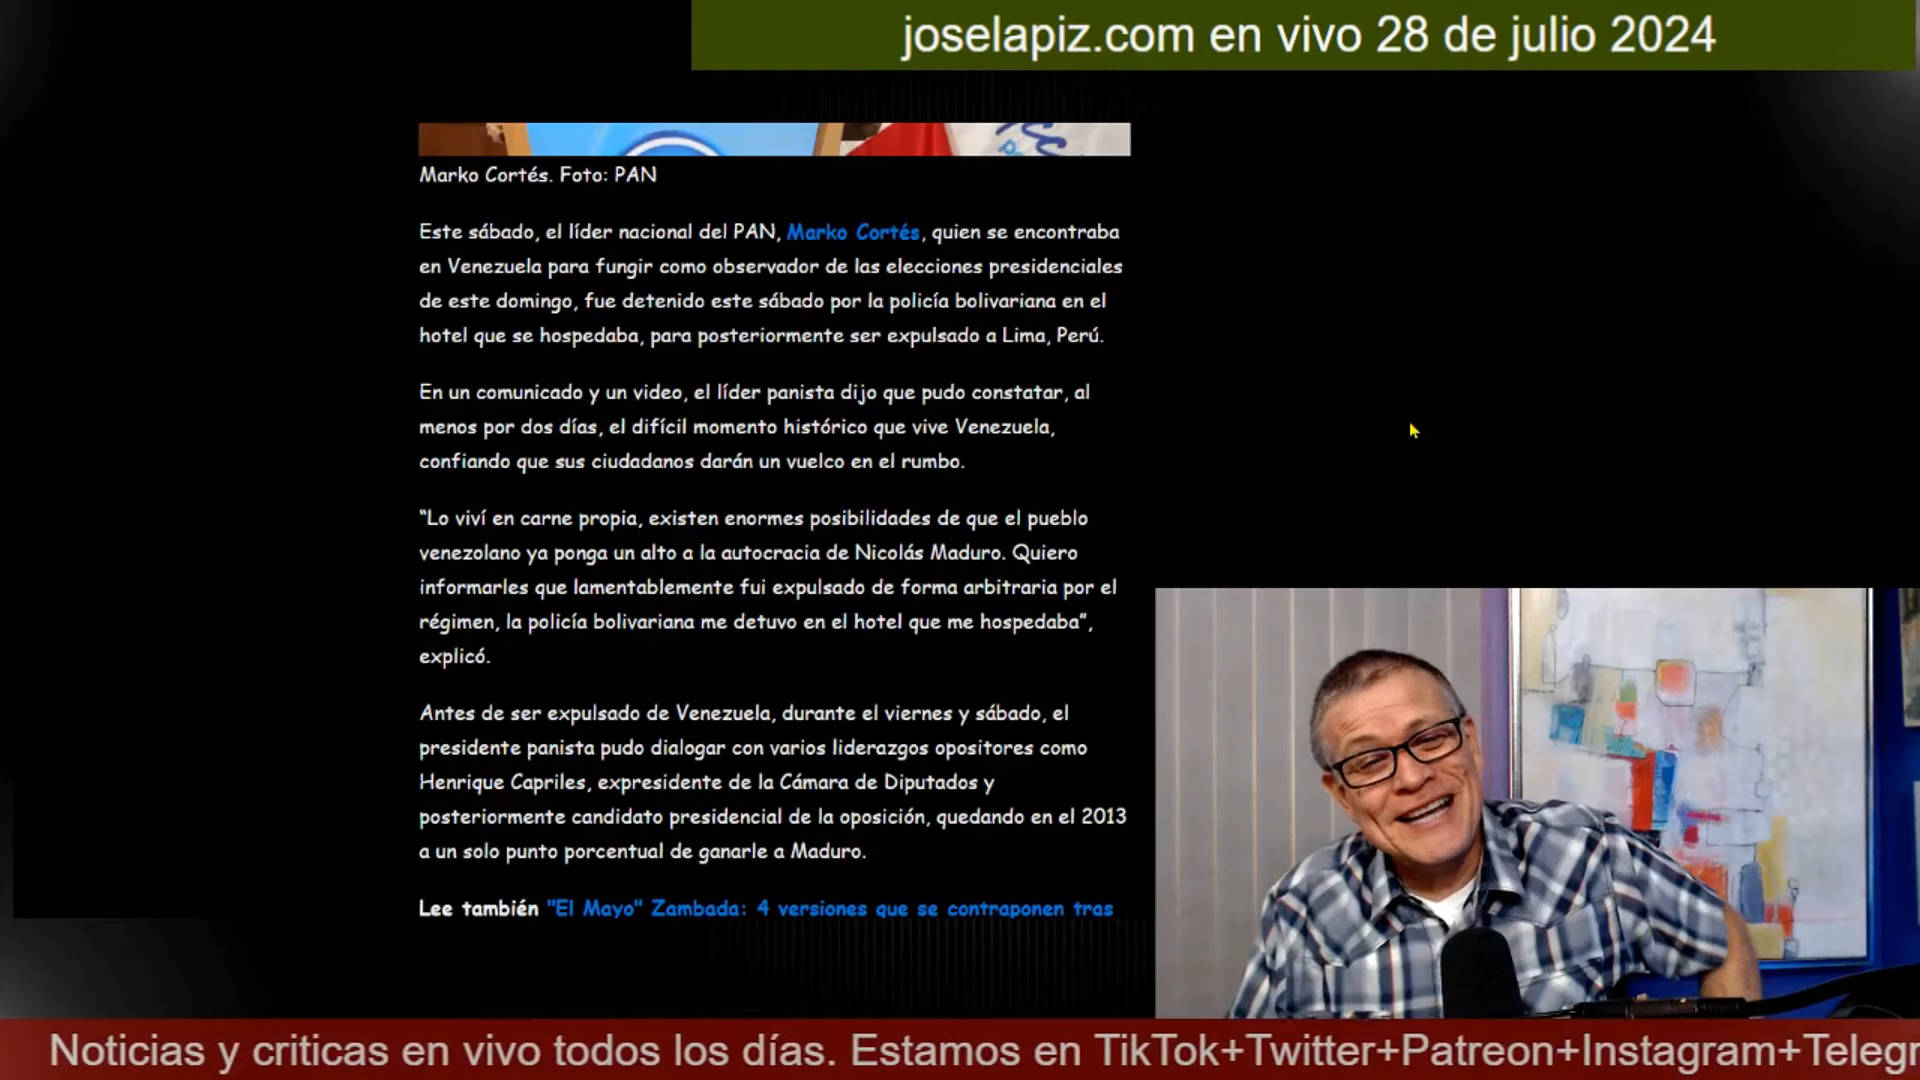 joselapiz.com en vivo 28 de julio 2024
Marko Cortés. Foto: PAN
Este sábado, el líder nacional del PAN, Marko Cortés, quien se encontraba
en Venezuela para fungir como observador de las elecciones presidenciales
de este domingo, fue detenido este sábado por la policía bolivariana en el
hotel que se hospedaba, para posteriormente ser expulsado a Lima, Perú.
En un comunicado y un video, el líder panista dijo que pudo constatar, al
menos por dos días, el difícil momento histórico que vive Venezuela,
confiando que sus ciudadanos darán un vuelco en el rumbo.
“Lo viví en carne propia, existen enormes posibilidades de que el pueblo
venezolano ya ponga un alto a la autocracia de Nicolás Maduro. Quiero
informarles que lamentablemente fui expulsado de forma arbitraria por el
régimen, la policía bolivariana me detuvo en el hotel que me hospedaba”,
explicó.
Antes de ser expulsado de Venezuela, durante el viernes y sábado, el
presidente panista pudo dialogar con varios liderazgos opositores como
Henrique Capriles, expresidente de la Cámara de Diputados y
posteriormente candidato presidencial de la oposición, quedando en el 2013
a un solo punto porcentual de ganarle a Maduro.
Lee también "El Mayo" Zambada: 4 versiones que se contraponen tras
Noticias y criticas en vivo todos los días. Estamos en TikTok+Twitter+Patreon+Instagram+Telegr